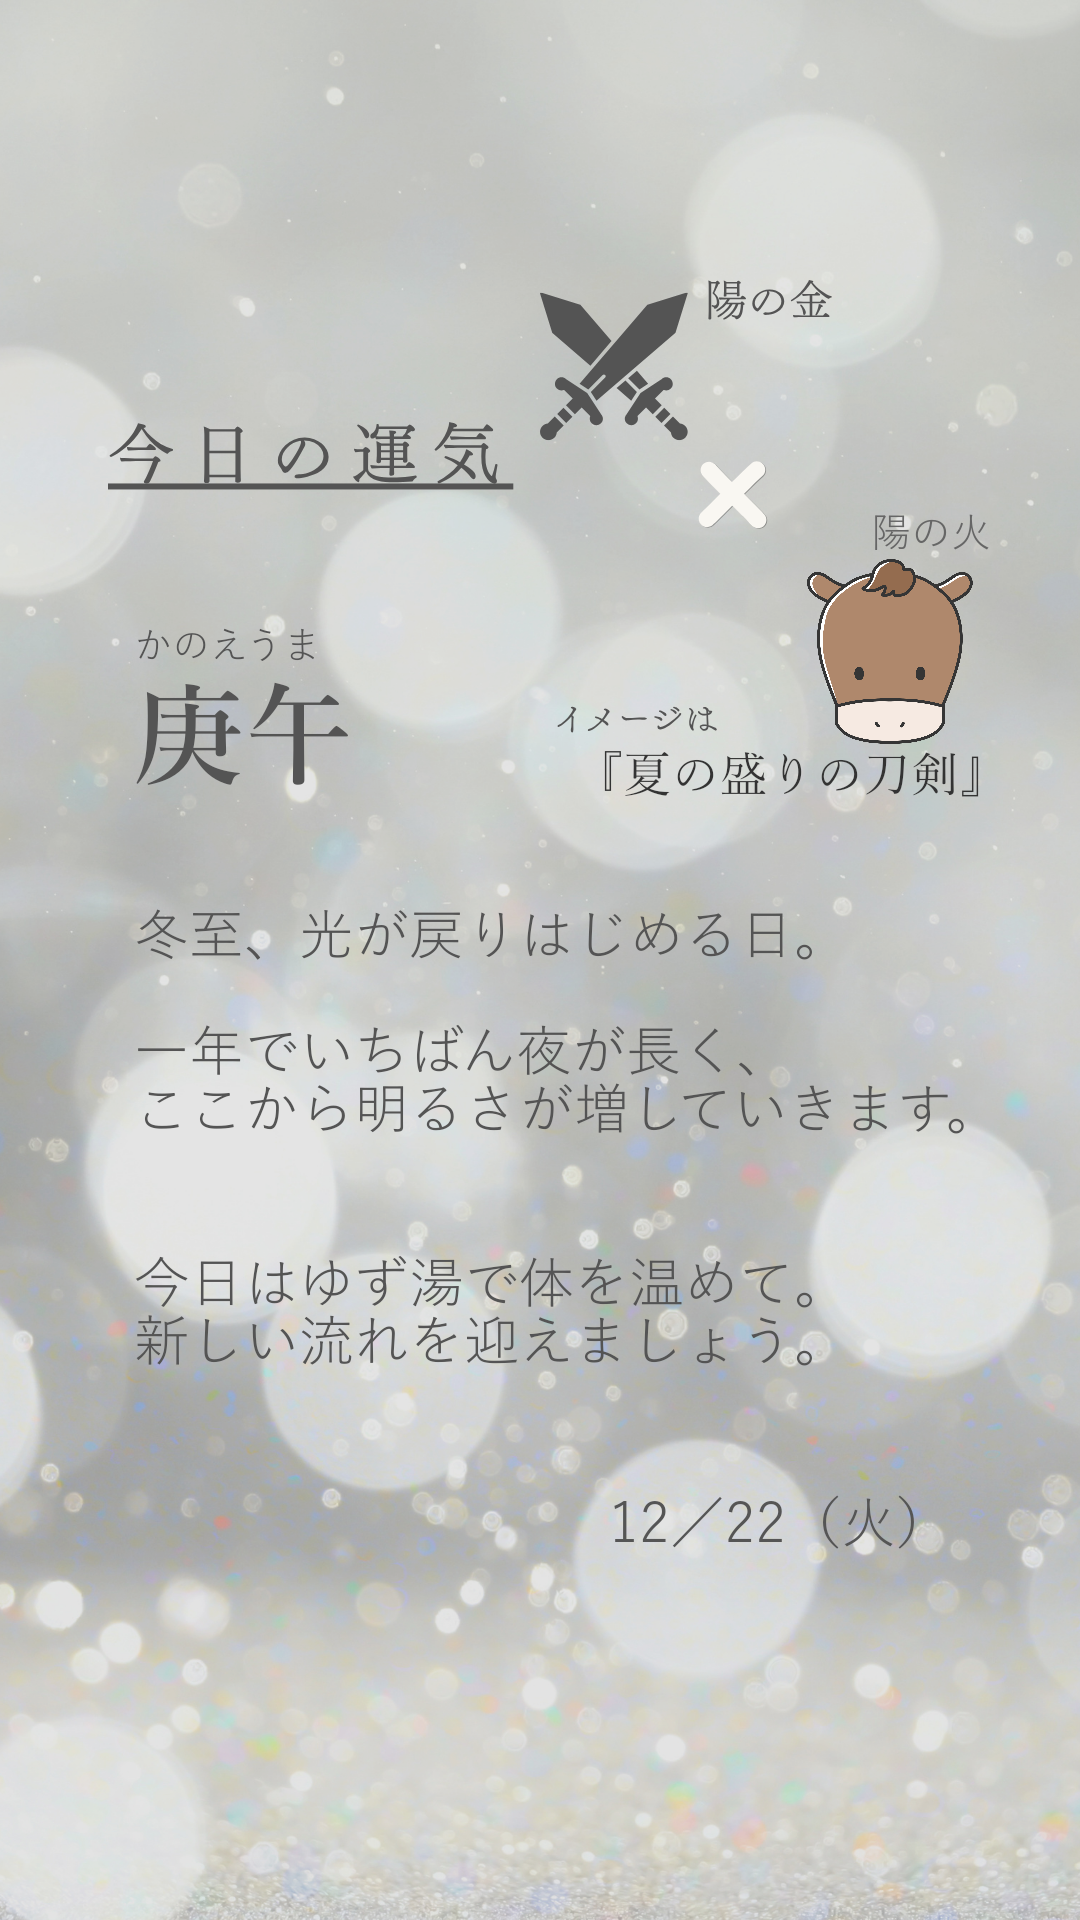 陽の金
今日の運気
陽の火
かのえうま
庚午
イメージは
『夏の盛りの刀剣』
冬至、光が戻りはじめる日。
一年でいちばん夜が長く、
ここから明るさが増していきます。
今日はゆず湯で体を温めて。
新しい流れを迎えましょう。
12／22（火）